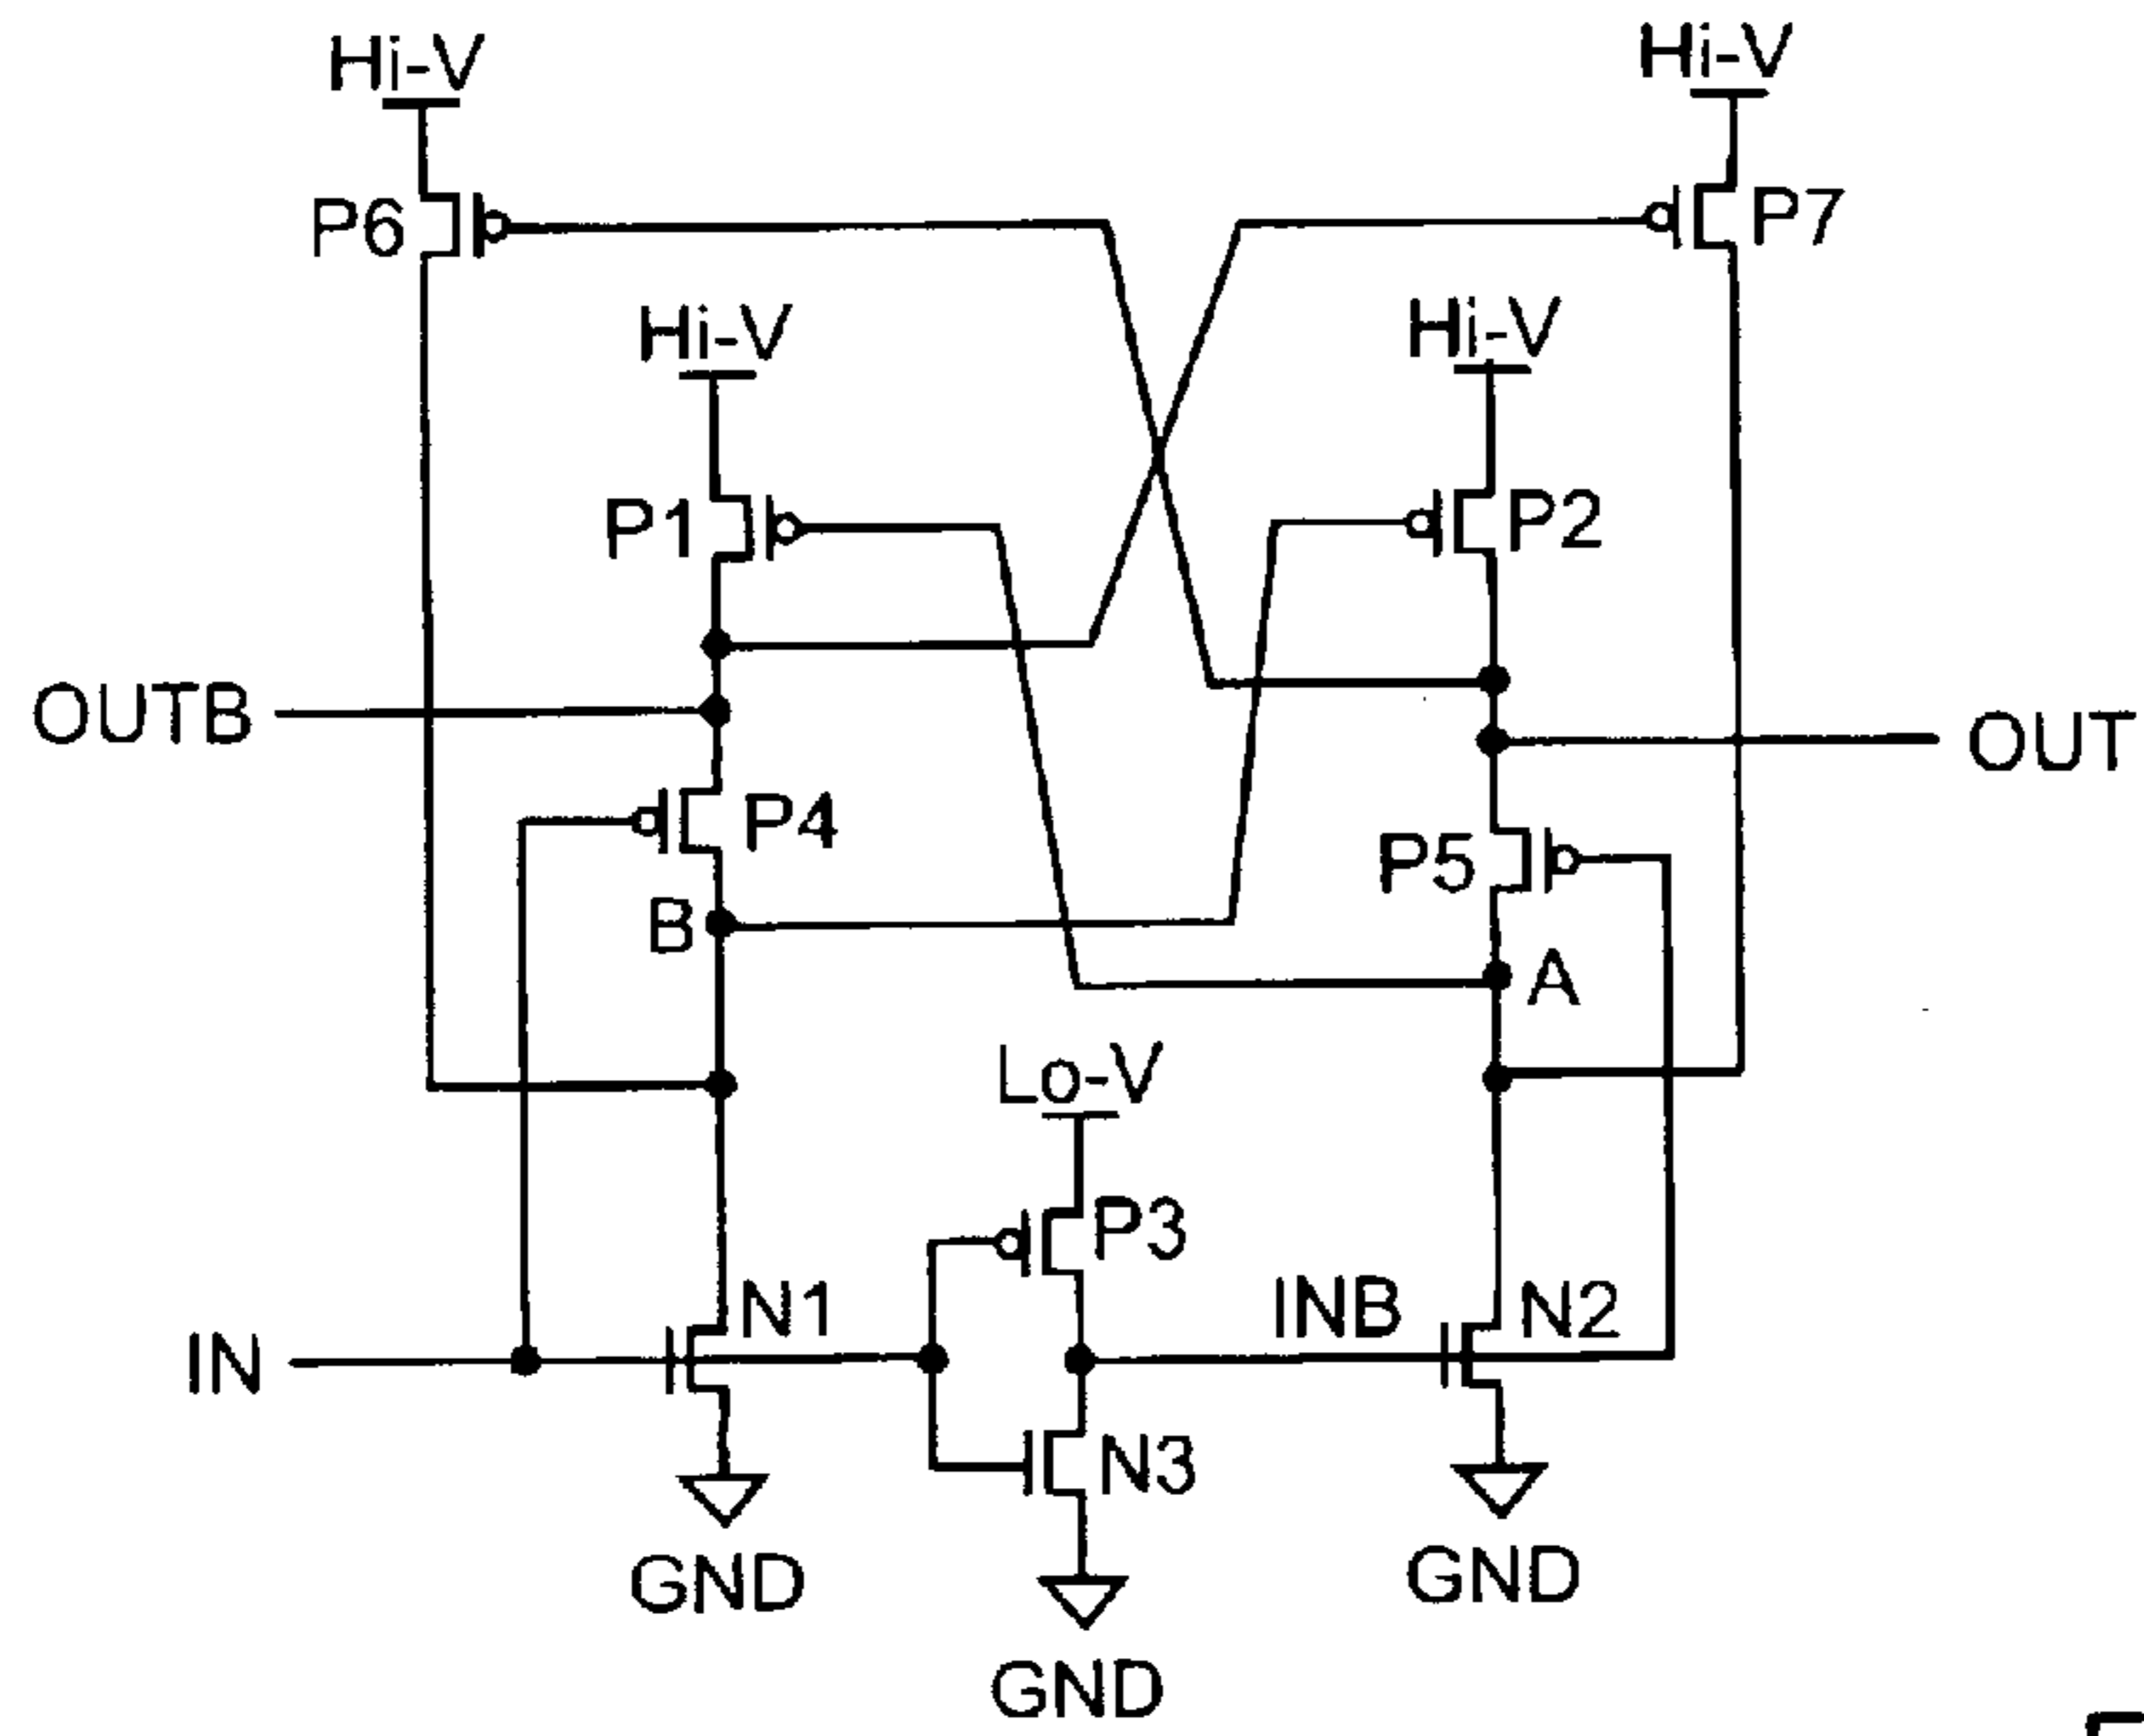 Hi-V
Hi-V
P6
P7
Hi-V
Hi-V
P1
P2
OUTB
OUT
P4
P5
B
A
Lo-V
P3
IN
N1
INB
N2
N3
GND
GND
GND